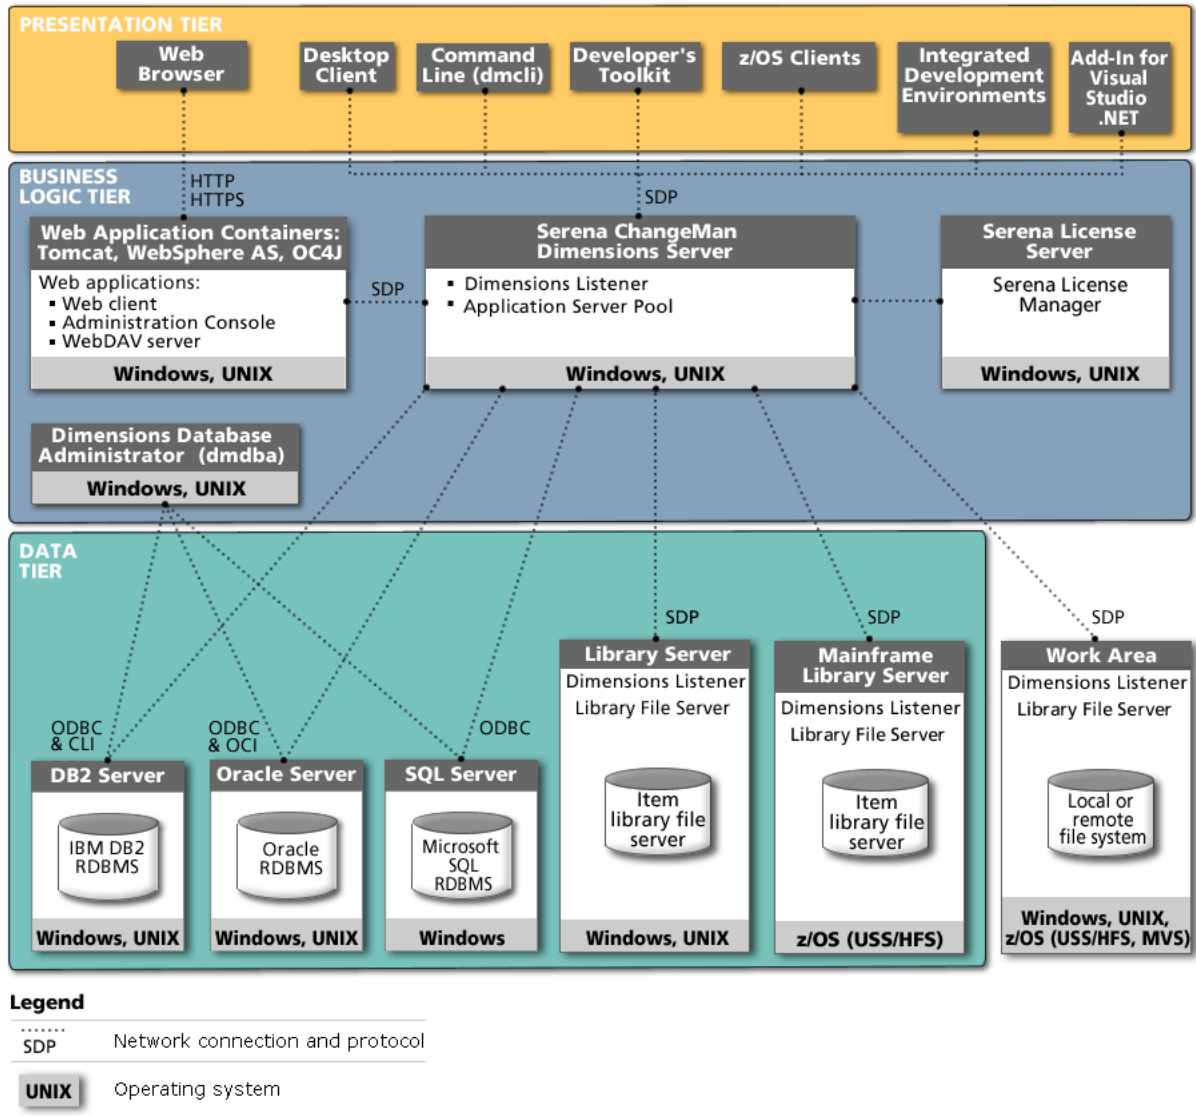 PRESENTATION TIER
Web
Browser
Desktop
Client
Command
Line (dmcli)
Developer's
Toolkit
z/OS Clients
Integrated
Development
Environments
Add-In for
Visual
Studio
.NET
BUSINESS
LOGIC TIER
HTTP
HTTPS
SDP
Web Application Containers:
Tomcat, WebSphere AS, OC4J
Web applications:
▪ Web client
▪ Administration Console
▪ WebDAV server
Windows, UNIX
SDP
Serena ChangeMan
Dimensions Server
▪ Dimensions Listener
▪ Application Server Pool
Windows, UNIX
Serena License
Server
Serena License
Manager
Windows, UNIX
Dimensions Database
Administrator (dmdba)
Windows, UNIX
DATA
TIER
ODBC
& CLI
DB2 Server
IBM DB2
RDBMS
Windows, UNIX
ODBC
& OCI
Oracle Server
Oracle
RDBMS
Windows, UNIX
ODBC
SQL Server
Microsoft
SQL
RDBMS
Windows
SDP
Library Server
Dimensions Listener
Library File Server
Item
library file
server
Windows, UNIX
SDP
Mainframe
Library Server
Dimensions Listener
Library File Server
Item
library file
server
z/OS (USS/HFS)
SDP
Work Area
Dimensions Listener
Library File Server
Local or
remote
file system
Windows, UNIX,
z/OS (USS/HFS, MVS)
Legend
SDP
Network connection and protocol
UNIX
Operating system